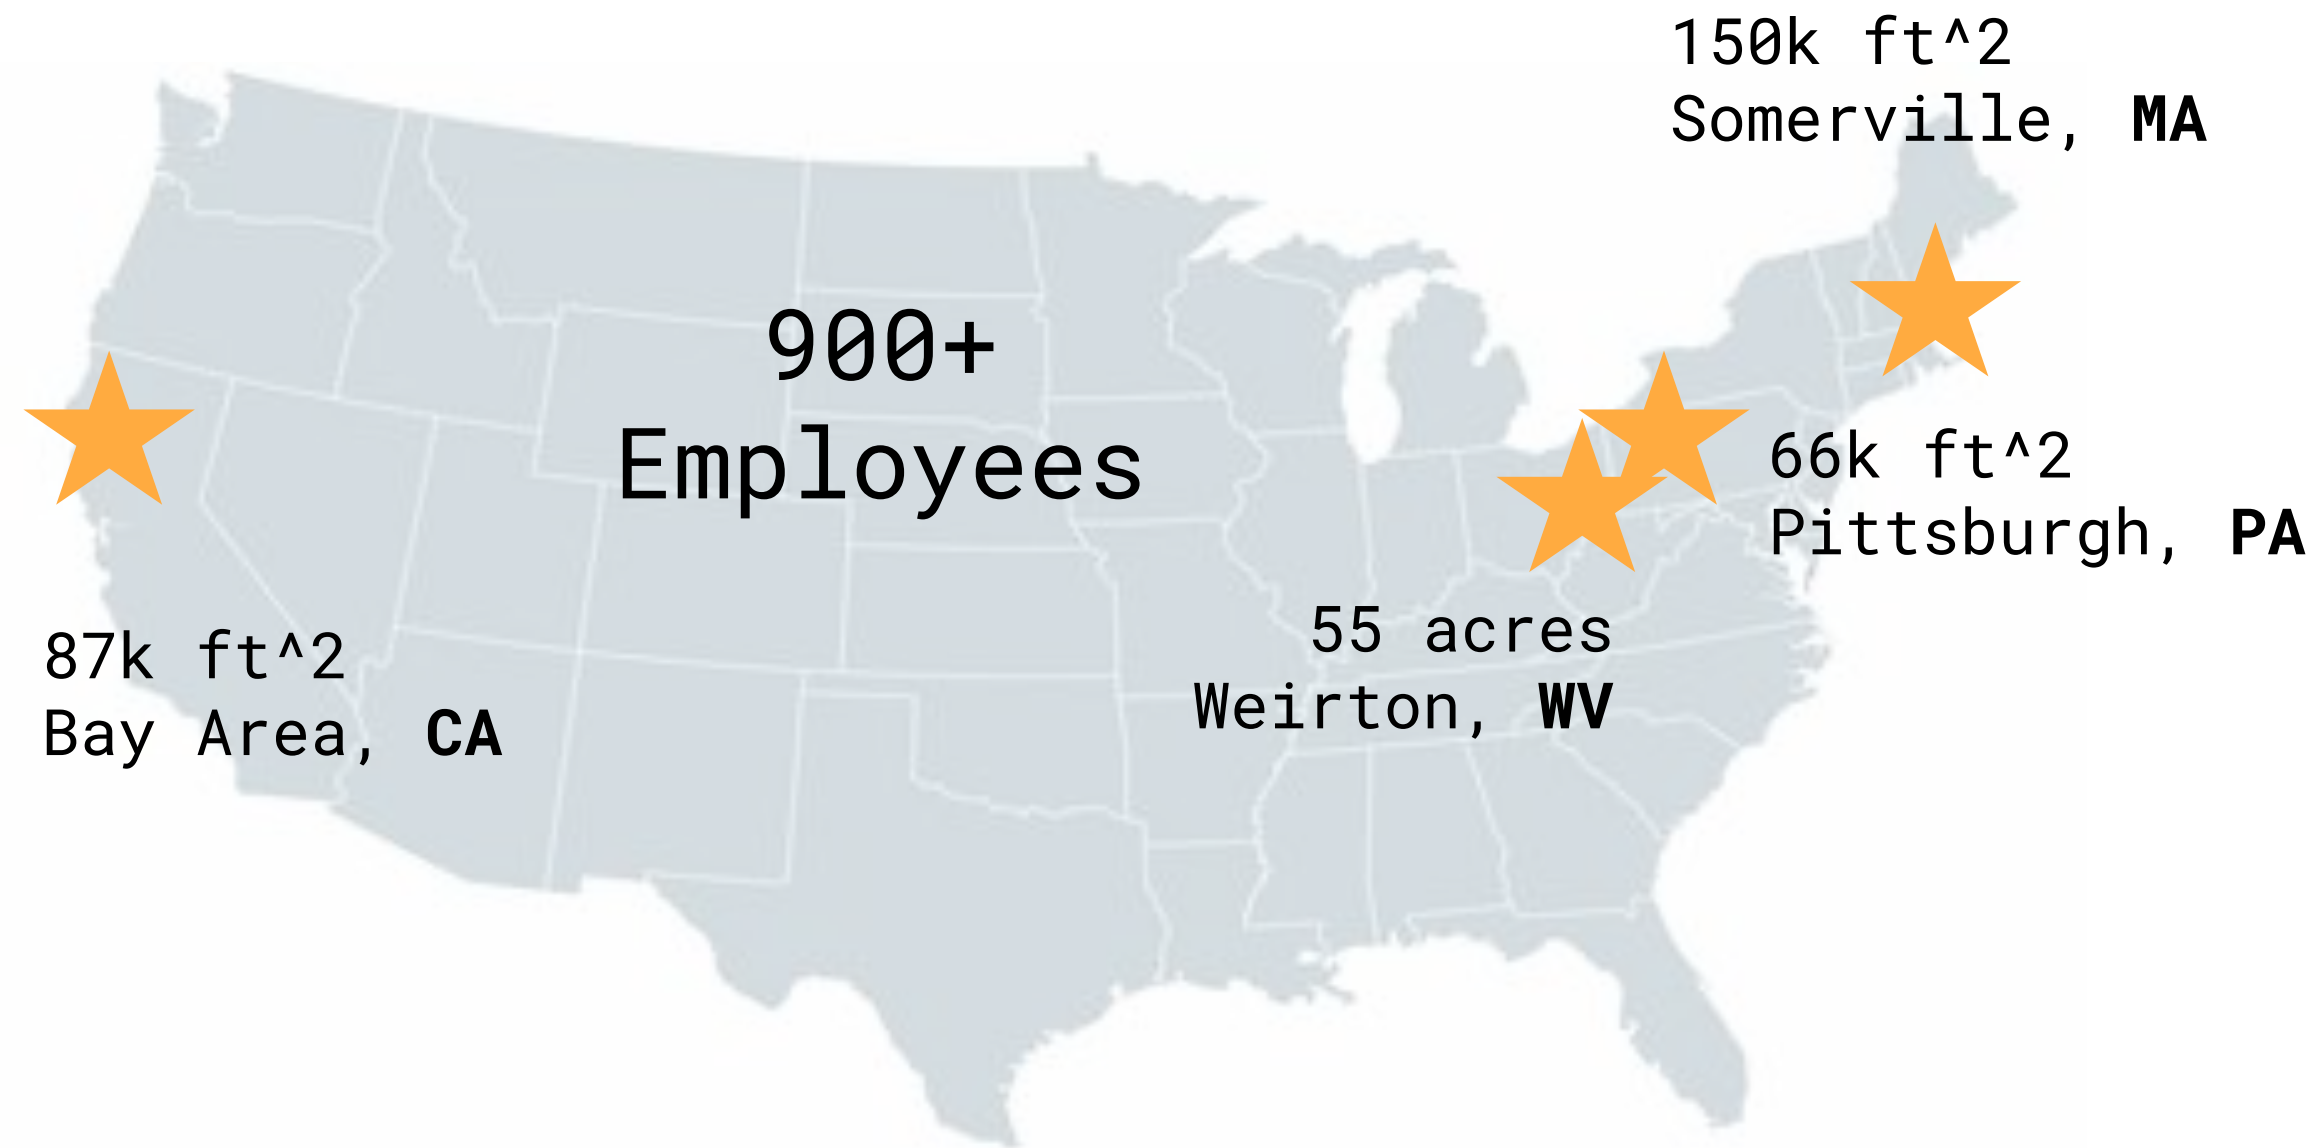 150k ft^2
Somerville, MA
900+
Employees
66k ft^2
Pittsburgh, PA
55 acres
Weirton, WV
87k ft^2
Bay Area, CA